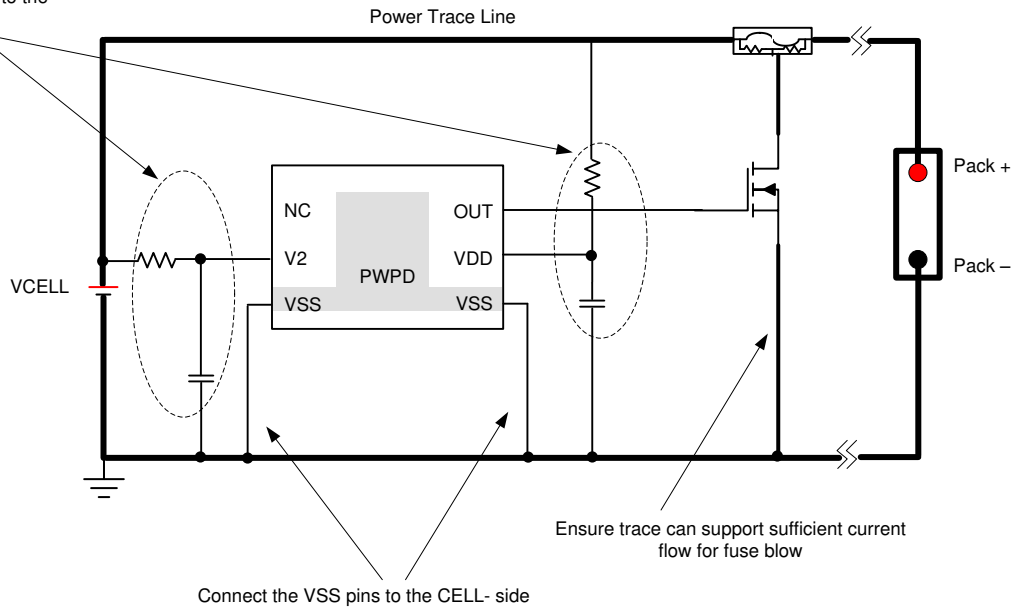 to the
Power Trace Line
Pack +
NC
OUT
V2
VDD
PWPD
Pack –
VCELL
VSS
VSS
Ensure trace can support sufficient current
flow for fuse blow
Connect the VSS pins to the CELL- side